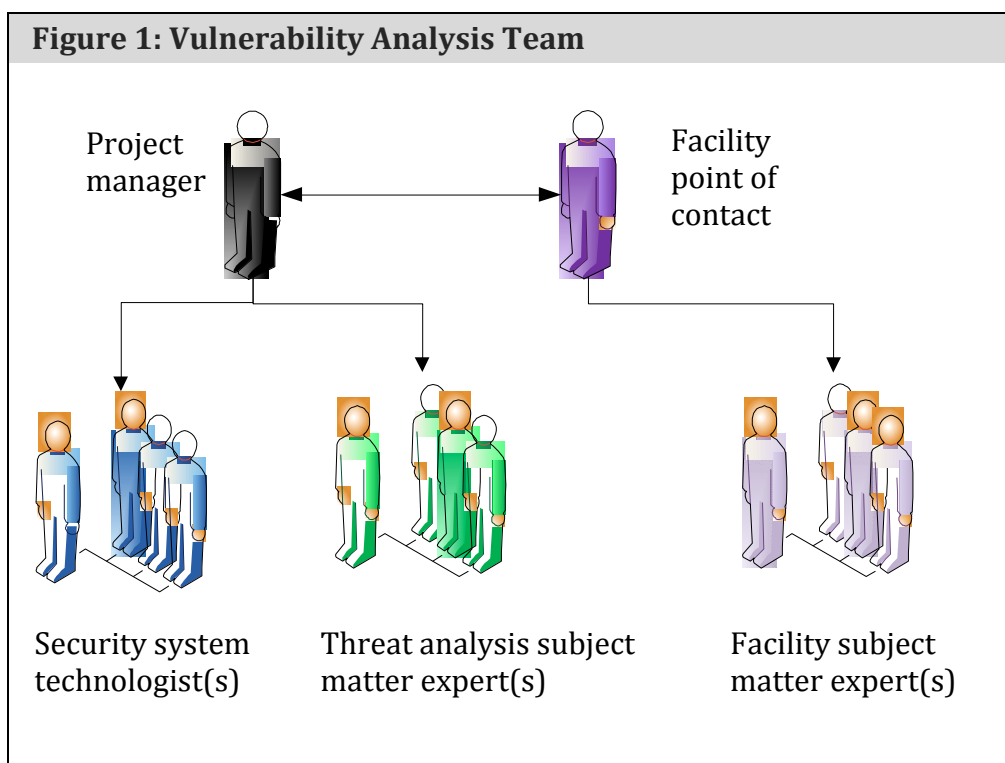 Figure 1: Vulnerability Analysis Team
Project
manager
Facility
point of
contact
Security system
technologist(s)
Threat analysis subject
matter expert(s)
Facility subject
matter expert(s)